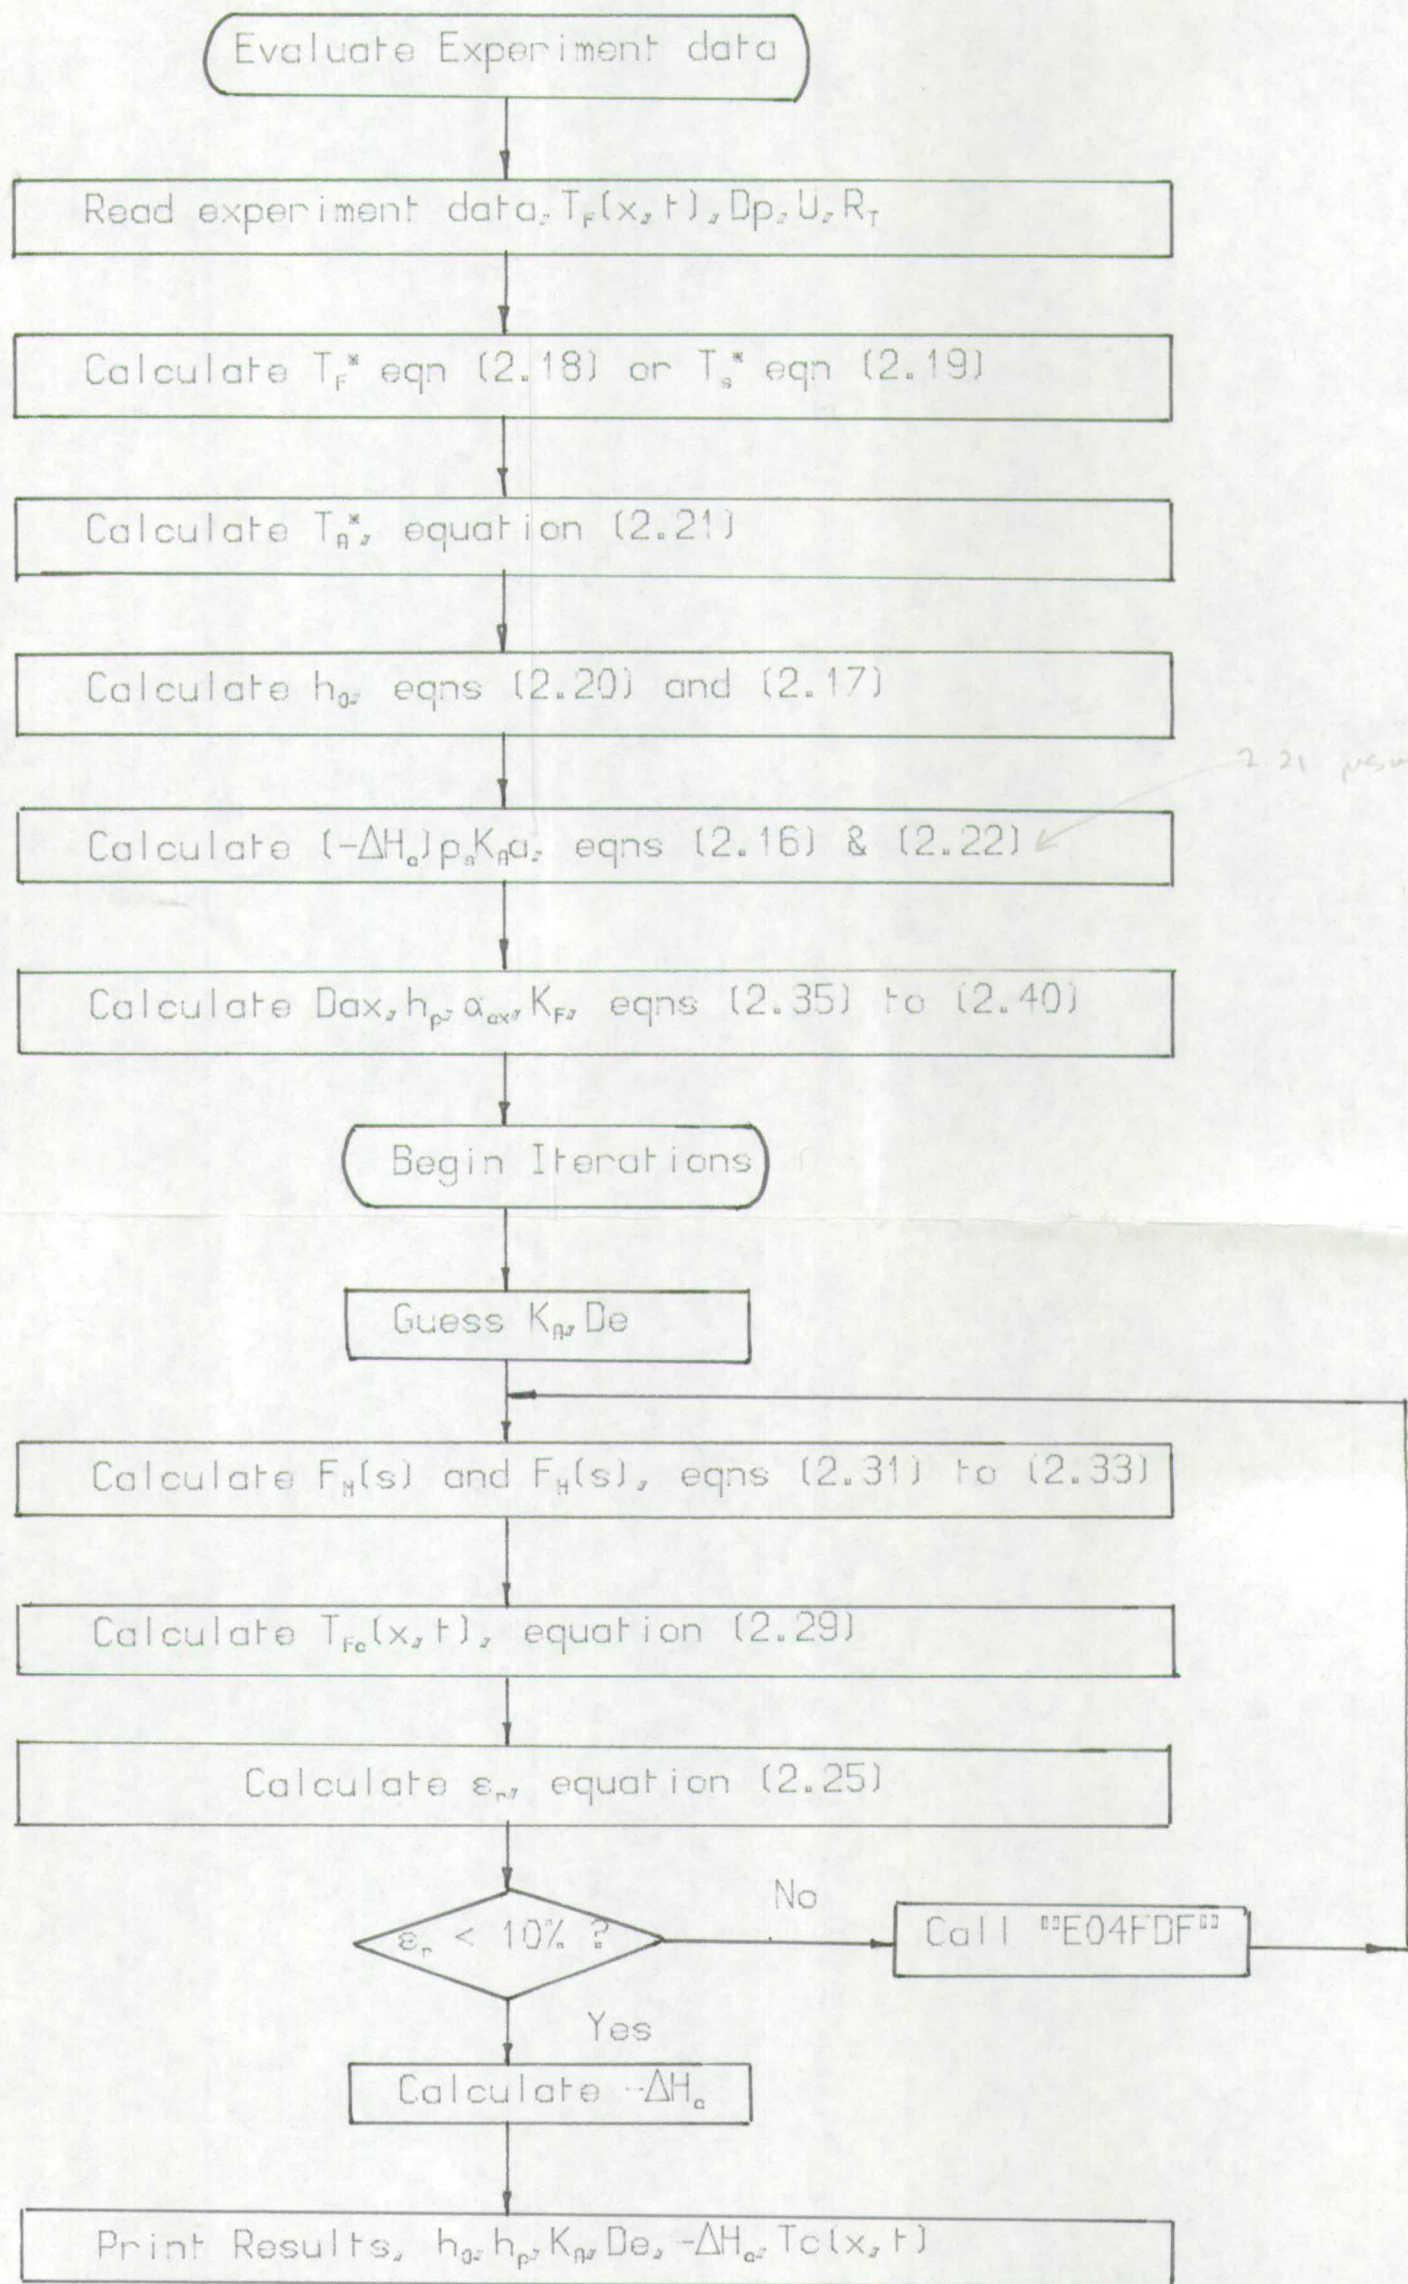 Evaluate Experiment data
Read experiment data, T_F(x, t), Dp, U, R_T
Calculate T_F* eqn (2.18) or T_s* eqn (2.19)
Calculate T_A*, equation (2.21)
Calculate h_0, eqns (2.20) and (2.17)
2.21
Calculate (-ΔH_a)ρ_sK_Aa, eqns (2.16) & (2.22)
Calculate Dax, h_p, α_ax, K_F, eqns (2.35) to (2.40)
Begin Iterations
Guess K_A, De
Calculate F_M(s) and F_H(s), eqns (2.31) to (2.33)
Calculate T_Fc(x, t), equation (2.29)
Calculate ε_r, equation (2.25)
ε_r < 10% ?
No
Call "E04FDF"
Yes
Calculate -ΔH_a
Print Results, h_0, h_p, K_A, De, -ΔH_a, Tc(x, t)